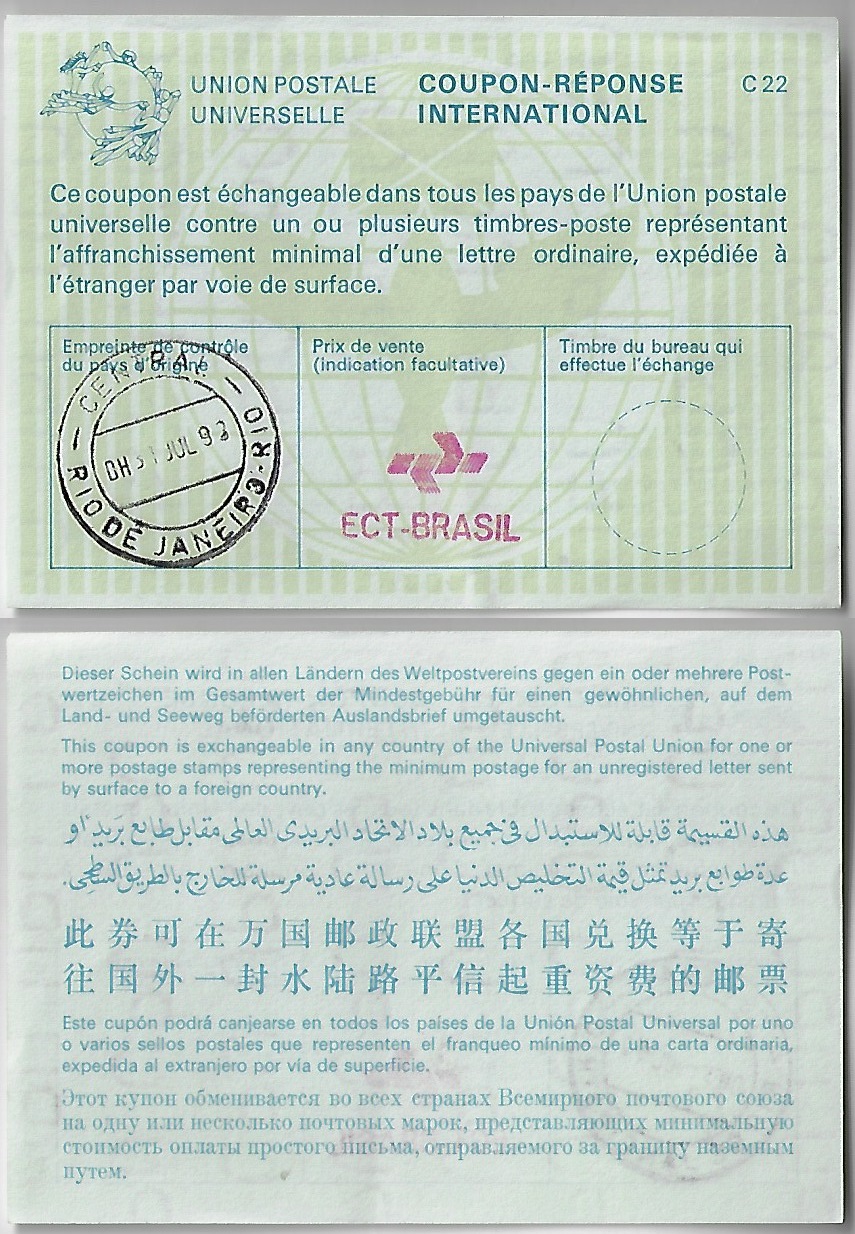 UNION POSTALE
UNIVERSELLE
COUPON-RÉPONSE
INTERNATIONAL
C 22
Ce coupon est échangeable dans tous les pays de l'Union postale
universelle contre un ou plusieurs timbres-poste représentant
l'affranchissement minimal d'une lettre ordinaire, expédiée à
l'étranger par voie de surface.
Empreinte de contrôle
du pays d'origine
Prix de vente
(indication facultative)
Timbre du bureau qui
effectue l'échange
CENTRAL
JUL 93
RIO DE JANEIRO - RIO
ECT-BRASIL
Dieser Schein wird in allen Ländern des Weltpostvereins gegen ein oder mehrere Post-
wertzeichen im Gesamtwert der Mindestgebühr für einen gewöhnlichen, auf dem
Land- und Seeweg beförderten Auslandsbrief umgetauscht.
This coupon is exchangeable in any country of the Universal Postal Union for one or
more postage stamps representing the minimum postage for an unregistered letter sent
by surface to a foreign country.
هذه القسيمة قابلة للاستبدال في جميع بلاد الاتحاد البريدى العالمى مقابل طابع بريد أو
عدة طوابع بريد تمثل قيمة التخليص الدنيا على رسالة عادية مرسلة للخارج بالطريق السطحى.
此券可在万国邮政联盟各国兑换等于寄
往国外一封水陆路平信起重资费的邮票
Este cupón podrá canjearse en todos los países de la Unión Postal Universal por uno
o varios sellos postales que representen el franqueo mínimo de una carta ordinaria,
expedida al extranjero por vía de superficie.
Этот купон обменивается во всех странах Всемирного почтового союза
на одну или несколько почтовых марок, представляющих минимальную
стоимость оплаты простого письма, отправляемого за границу наземным
путем.